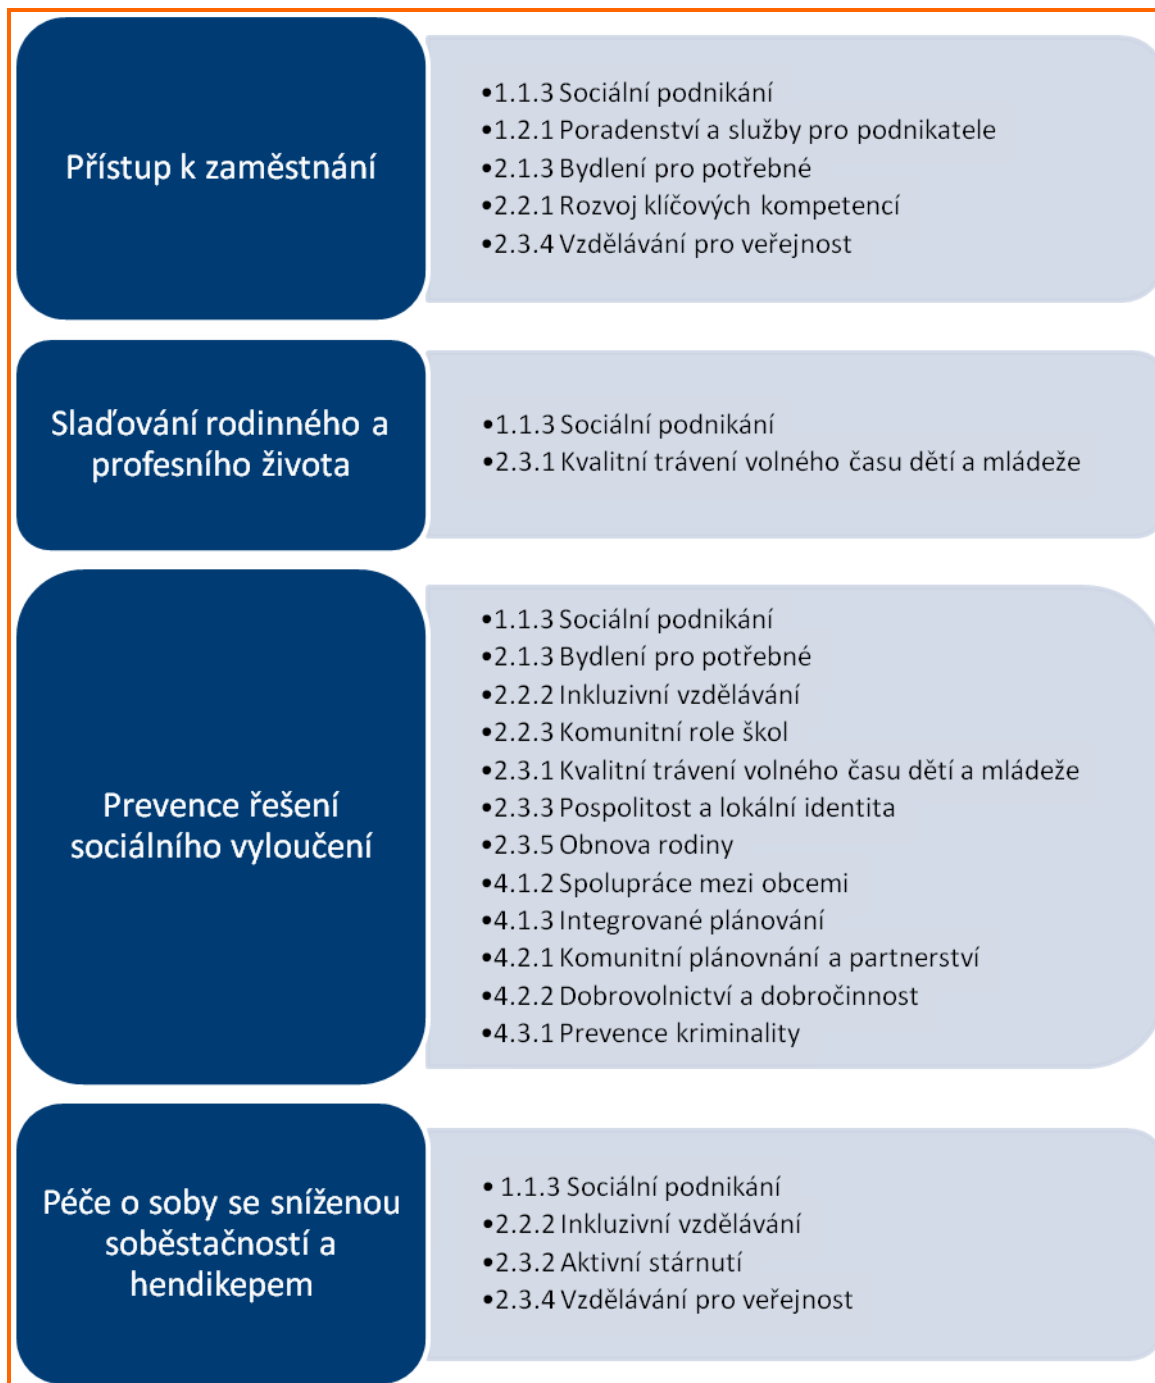 Přístup k zaměstnání
•1.1.3 Sociální podnikání
•1.2.1 Poradenství a služby pro podnikatele
•2.1.3 Bydlení pro potřebné
•2.2.1 Rozvoj klíčových kompetencí
•2.3.4 Vzdělávání pro veřejnost
Slaďování rodinného a
profesního života
•1.1.3 Sociální podnikání
•2.3.1 Kvalitní trávení volného času dětí a mládeže
Prevence řešení
sociálního vyloučení
•1.1.3 Sociální podnikání
•2.1.3 Bydlení pro potřebné
•2.2.2 Inkluzivní vzdělávání
•2.2.3 Komunitní role škol
•2.3.1 Kvalitní trávení volného času dětí a mládeže
•2.3.3 Pospolitost a lokální identita
•2.3.5 Obnova rodiny
•4.1.2 Spolupráce mezi obcemi
•4.1.3 Integrované plánování
•4.2.1 Komunitní plánovnání a partnerství
•4.2.2 Dobrovolnictví a dobročinnost
•4.3.1 Prevence kriminality
Péče o soby se sníženou
soběstačností a
hendikepem
• 1.1.3 Sociální podnikání
•2.2.2 Inkluzivní vzdělávání
•2.3.2 Aktivní stárnutí
•2.3.4 Vzdělávání pro veřejnost